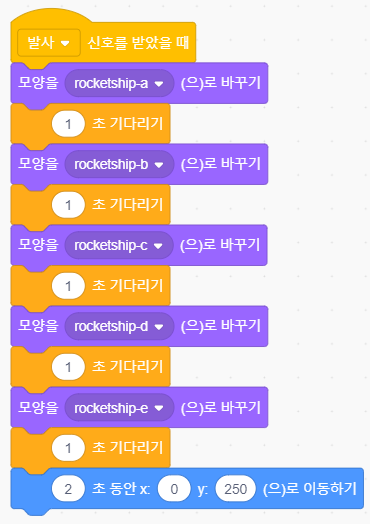 발사 신호를 받았을 때
모양을 rocketship-a (으)로 바꾸기
1 초 기다리기
모양을 rocketship-b (으)로 바꾸기
1 초 기다리기
모양을 rocketship-c (으)로 바꾸기
1 초 기다리기
모양을 rocketship-d (으)로 바꾸기
1 초 기다리기
모양을 rocketship-e (으)로 바꾸기
1 초 기다리기
2 초 동안 x: 0 y: 250 (으)로 이동하기